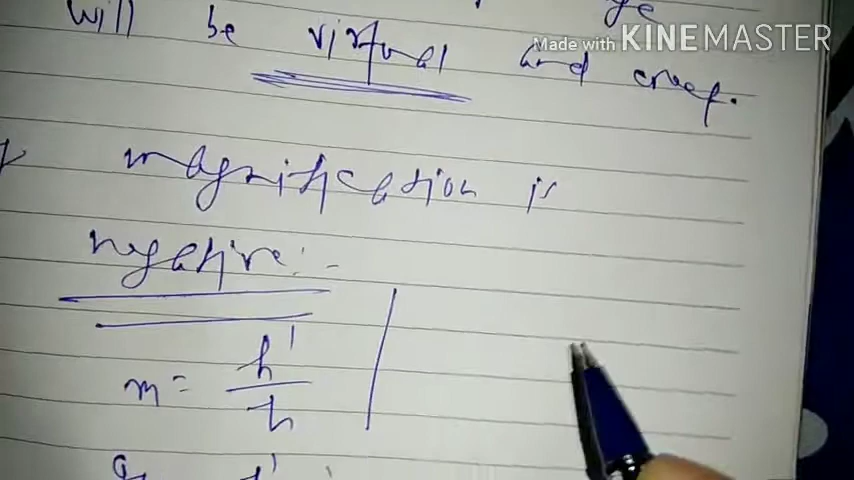 will be virtual and erect.
Made with KINEMASTER
magnification is
negative:-
m = h'/h